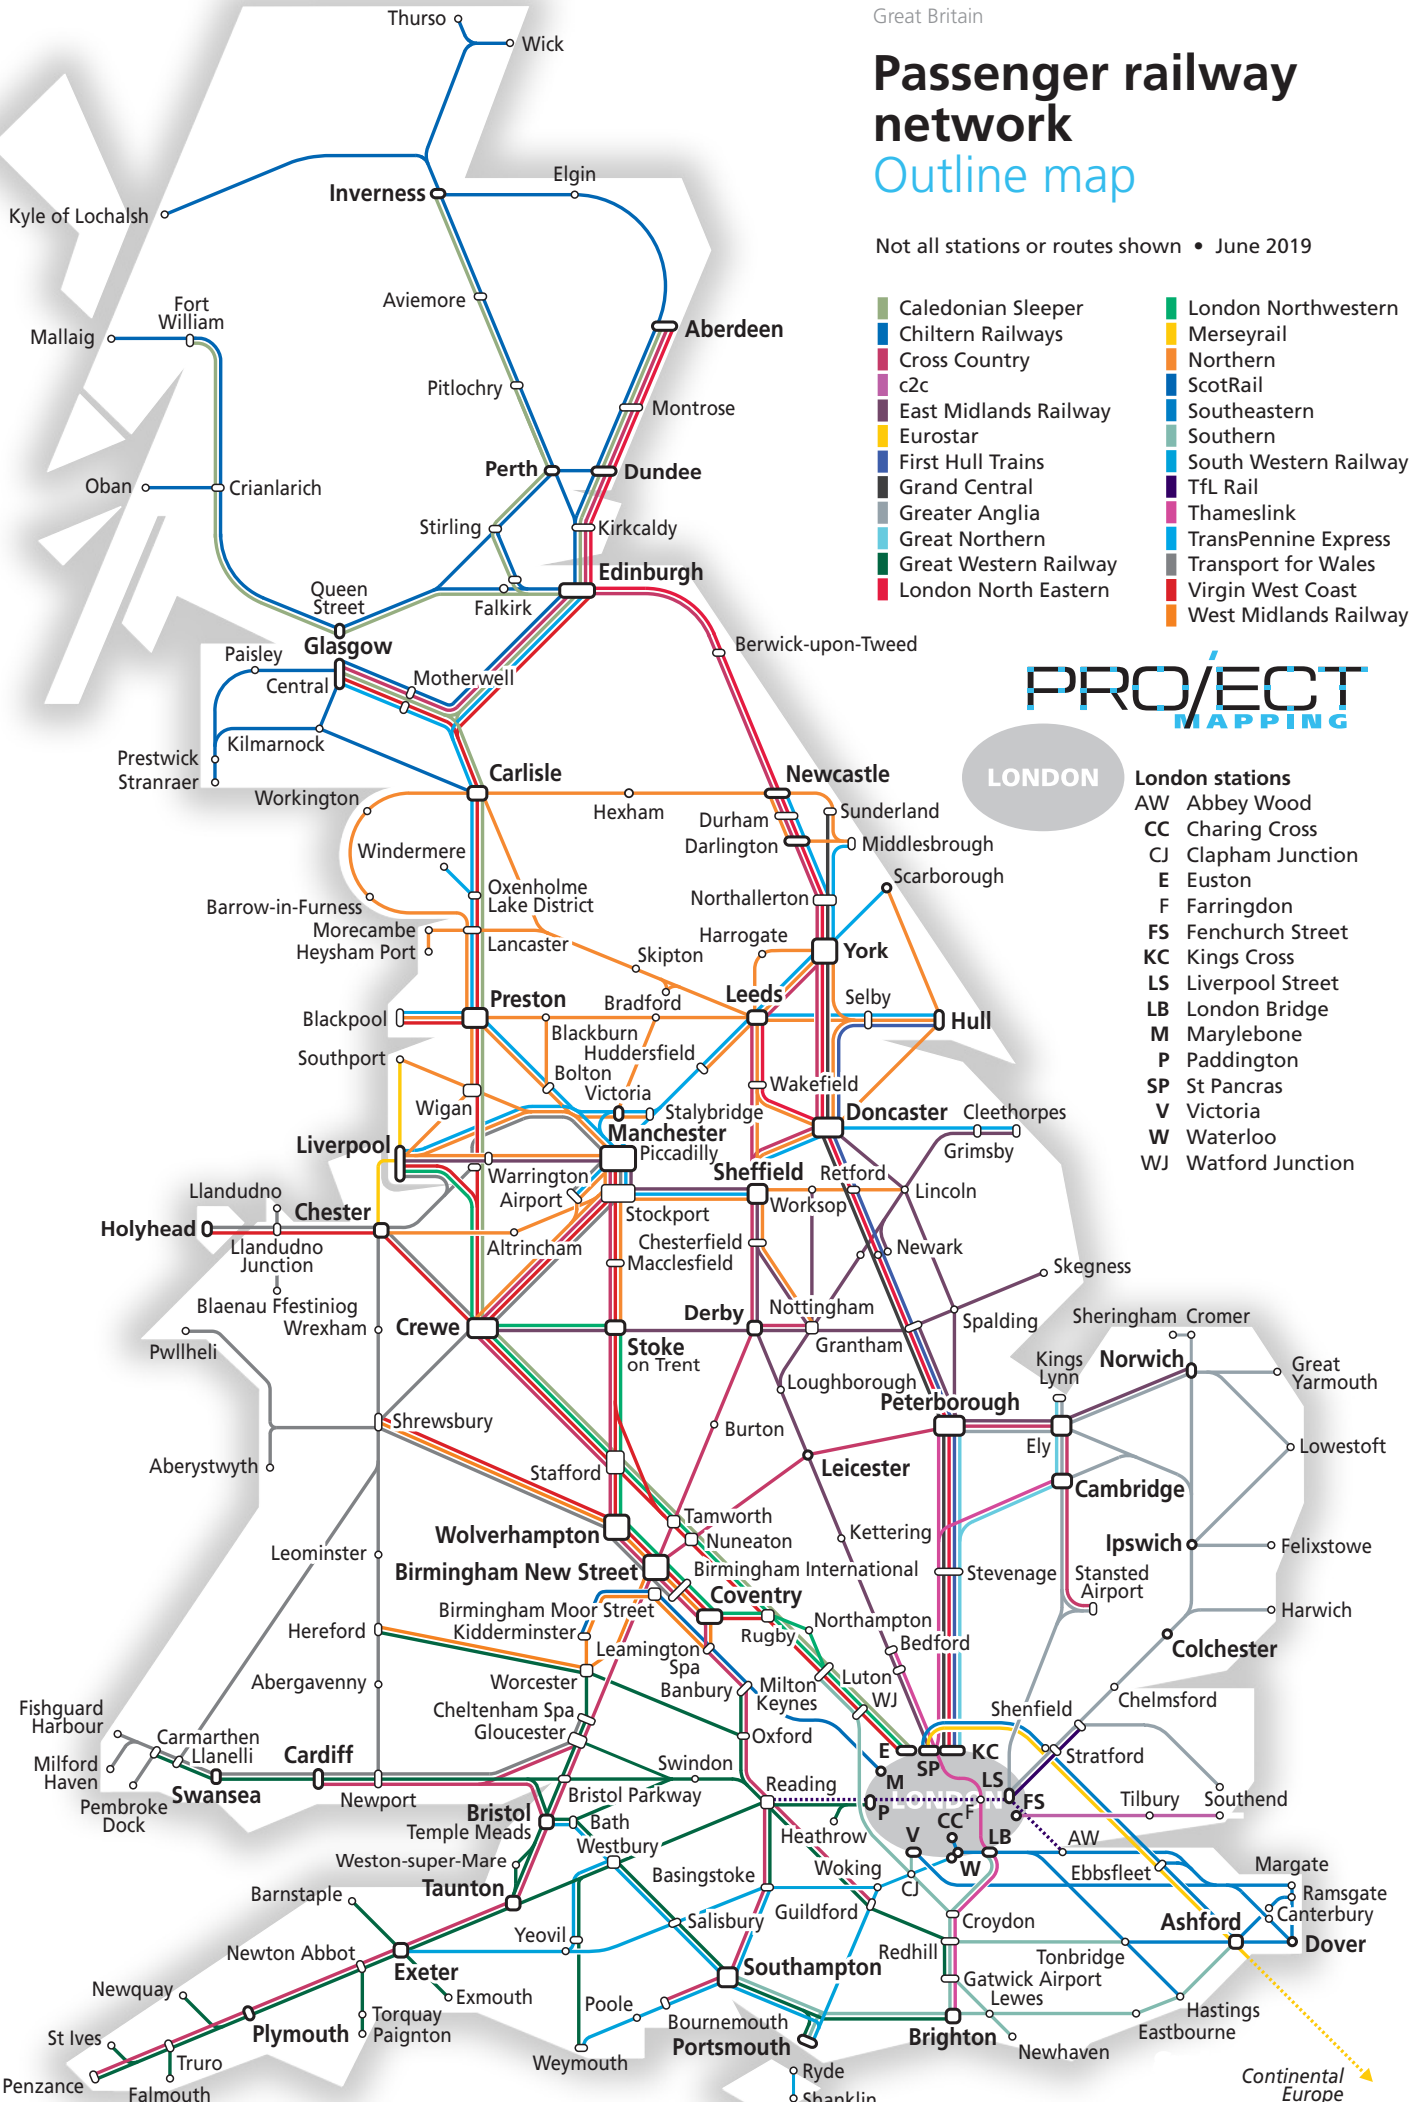 Great Britain
Passenger railway
network
Outline map
Not all stations or routes shown • June 2019
Caledonian Sleeper
Chiltern Railways
Cross Country
c2c
East Midlands Railway
Eurostar
First Hull Trains
Grand Central
Greater Anglia
Great Northern
Great Western Railway
London North Eastern
London Northwestern
Merseyrail
Northern
ScotRail
Southeastern
Southern
South Western Railway
TfL Rail
Thameslink
TransPennine Express
Transport for Wales
Virgin West Coast
West Midlands Railway
PROJECT
MAPPING
LONDON
London stations
AW Abbey Wood
CC Charing Cross
CJ Clapham Junction
E Euston
F Farringdon
FS Fenchurch Street
KC Kings Cross
LS Liverpool Street
LB London Bridge
M Marylebone
P Paddington
SP St Pancras
V Victoria
W Waterloo
WJ Watford Junction
Thurso
Wick
Elgin
Inverness
Kyle of Lochalsh
Aviemore
Fort
William
Mallaig
Aberdeen
Pitlochry
Montrose
Perth
Dundee
Oban
Crianlarich
Stirling
Kirkcaldy
Edinburgh
Queen
Street
Falkirk
Glasgow
Paisley
Central
Motherwell
Berwick-upon-Tweed
Kilmarnock
Prestwick
Stranraer
Carlisle
Newcastle
Workington
Hexham
Durham
Sunderland
Darlington
Middlesbrough
Windermere
Scarborough
Oxenholme
Lake District
Northallerton
Barrow-in-Furness
Morecambe
Heysham Port
Lancaster
Harrogate
York
Skipton
Preston
Bradford
Leeds
Selby
Blackpool
Hull
Blackburn
Huddersfield
Southport
Bolton
Victoria
Wakefield
Wigan
Stalybridge
Doncaster
Cleethorpes
Liverpool
Manchester
Piccadilly
Grimsby
Warrington
Airport
Sheffield
Retford
Llandudno
Chester
Lincoln
Worksop
Holyhead
Stockport
Llandudno
Junction
Altrincham
Chesterfield
Macclesfield
Newark
Skegness
Blaenau Ffestiniog
Wrexham
Crewe
Derby
Nottingham
Spalding
Sheringham
Cromer
Pwllheli
Stoke
on Trent
Grantham
Kings
Lynn
Norwich
Great
Yarmouth
Loughborough
Peterborough
Shrewsbury
Burton
Ely
Lowestoft
Aberystwyth
Stafford
Leicester
Cambridge
Tamworth
Wolverhampton
Nuneaton
Kettering
Ipswich
Felixstowe
Leominster
Birmingham New Street
Birmingham International
Stevenage
Stansted
Airport
Coventry
Birmingham Moor Street
Northampton
Harwich
Hereford
Kidderminster
Rugby
Bedford
Colchester
Leamington
Spa
Worcester
Abergavenny
Luton
Banbury
Milton
Keynes
WJ
Chelmsford
Shenfield
Cheltenham Spa
Gloucester
Fishguard
Harbour
Carmarthen
Llanelli
Cardiff
Oxford
E
SP
KC
Stratford
Milford
Haven
Swindon
M
LS
Swansea
Newport
Bristol Parkway
Reading
LONDON
P
F
FS
Tilbury
Southend
Pembroke
Dock
Bristol
Temple Meads
Bath
Heathrow
CC
V
LB
W
AW
Westbury
Weston-super-Mare
Basingstoke
Woking
CJ
Ebbsfleet
Margate
Ramsgate
Canterbury
Barnstaple
Taunton
Guildford
Croydon
Ashford
Salisbury
Yeovil
Redhill
Tonbridge
Dover
Newton Abbot
Exeter
Southampton
Gatwick Airport
Newquay
Exmouth
Poole
Lewes
Hastings
Torquay
Paignton
Bournemouth
Eastbourne
Plymouth
Brighton
St Ives
Portsmouth
Truro
Weymouth
Newhaven
Penzance
Falmouth
Ryde
Shanklin
Continental
Europe